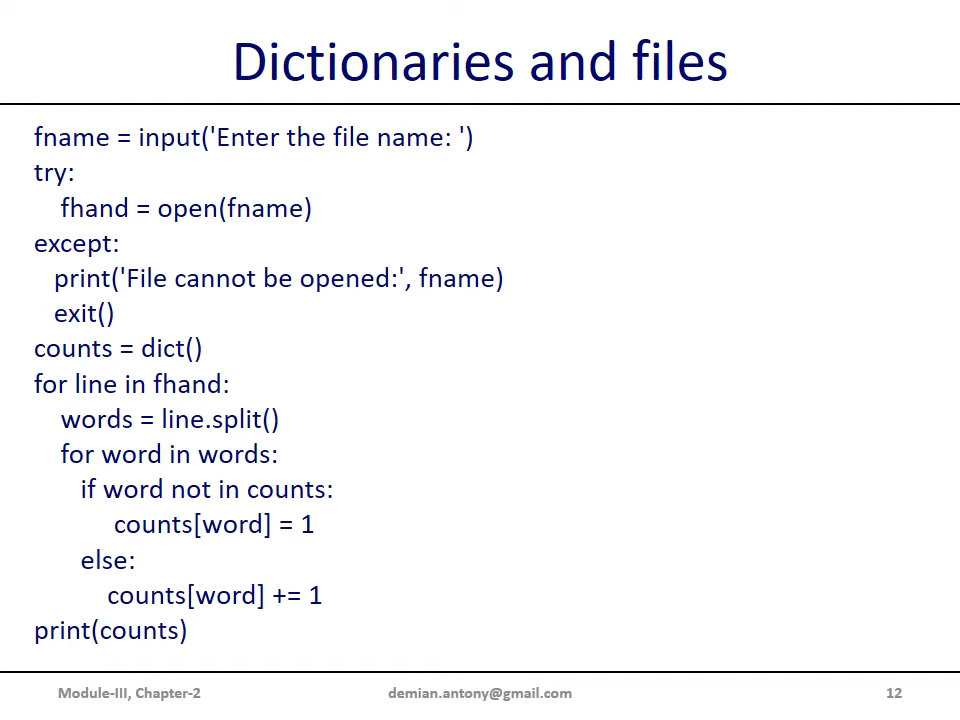 Dictionaries and files
fname = input('Enter the file name: ')
try:
fhand = open(fname)
except:
print('File cannot be opened:', fname)
exit()
counts = dict()
for line in fhand:
words = line.split()
for word in words:
if word not in counts:
counts[word] = 1
else:
counts[word] += 1
print(counts)
Module-III, Chapter-2
demian.antony@gmail.com
12